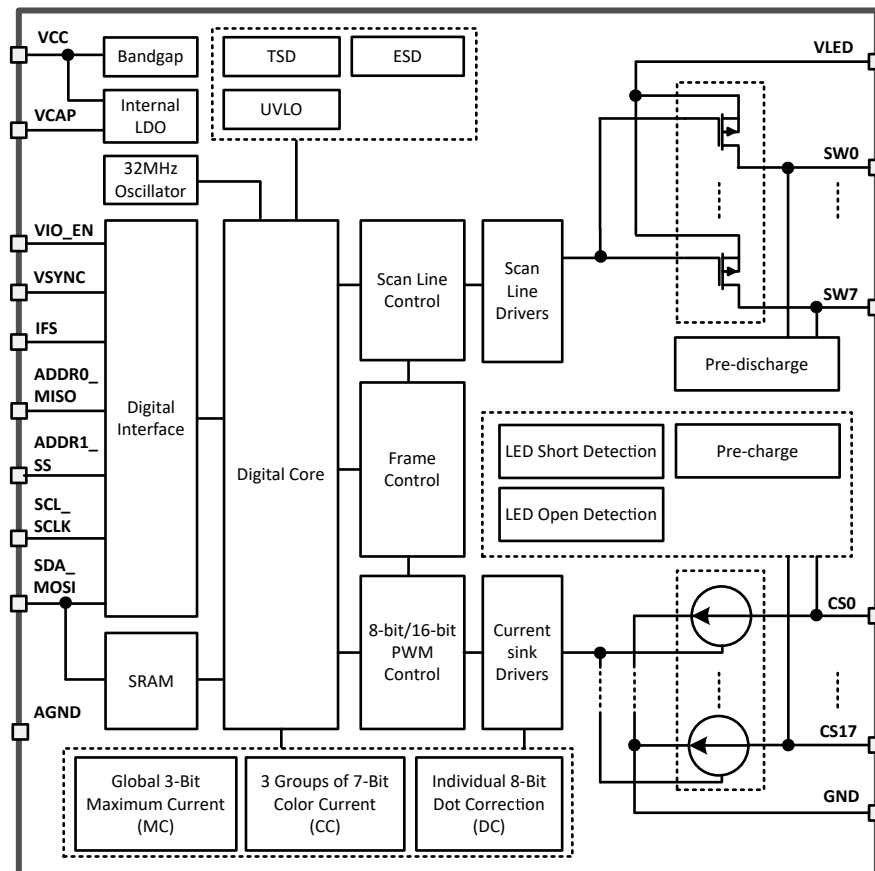 VCC
VCAP
Bandgap
Internal
LDO
32MHz
Oscillator
TSD
ESD
UVLO
VLED
SW0
SW7
VIO_EN
VSYNC
IFS
ADDR0_
MISO
ADDR1_
SS
SCL_
SCLK
SDA_
MOSI
AGND
Digital
Interface
SRAM
Digital Core
Scan Line
Control
Scan
Line
Drivers
Frame
Control
8-bit/16-bit
PWM
Control
Current
sink
Drivers
Pre-discharge
LED Short Detection
Pre-charge
LED Open Detection
CS0
CS17
GND
Global 3-Bit
Maximum Current
(MC)
3 Groups of 7-Bit
Color Current
(CC)
Individual 8-Bit
Dot Correction
(DC)